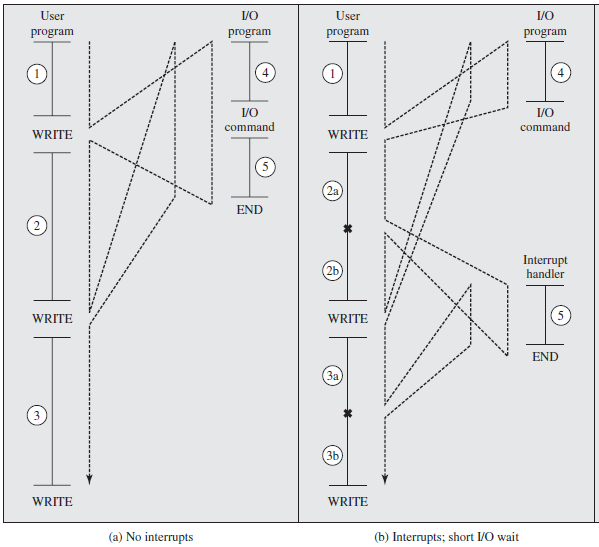 User
program
I/O
program
1
4
WRITE
I/O
command
5
2
END
WRITE
3
WRITE
(a) No interrupts
User
program
I/O
program
1
4
WRITE
I/O
command
2a
2b
Interrupt
handler
WRITE
5
END
3a
3b
WRITE
(b) Interrupts; short I/O wait